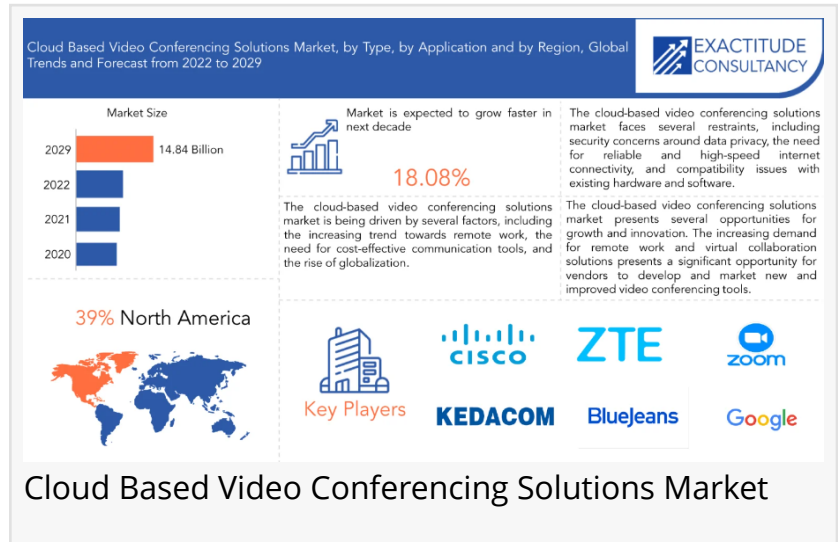 Cloud Based Video Conferencing Solutions Market, by Type, by Application and by Region, Global
Trends and Forecast from 2022 to 2029
EXACTITUDE
CONSULTANCY
Market Size
2029
14.84 Billion
2022
2021
2020
Market is expected to grow faster in
next decade
18.08%
The cloud-based video conferencing solutions
market faces several restraints, including
security concerns around data privacy, the need
for reliable and high-speed internet
connectivity, and compatibility issues with
existing hardware and software.
The cloud-based video conferencing solutions
market is being driven by several factors, including
the increasing trend towards remote work, the
need for cost-effective communication tools, and
the rise of globalization.
The cloud-based video conferencing solutions
market presents several opportunities for
growth and innovation. The increasing demand
for remote work and virtual collaboration
solutions presents a significant opportunity for
vendors to develop and market new and
improved video conferencing tools.
39% North America
Key Players
CISCO
ZTE
zoom
KEDACOM
BlueJeans
Google
Cloud Based Video Conferencing Solutions Market